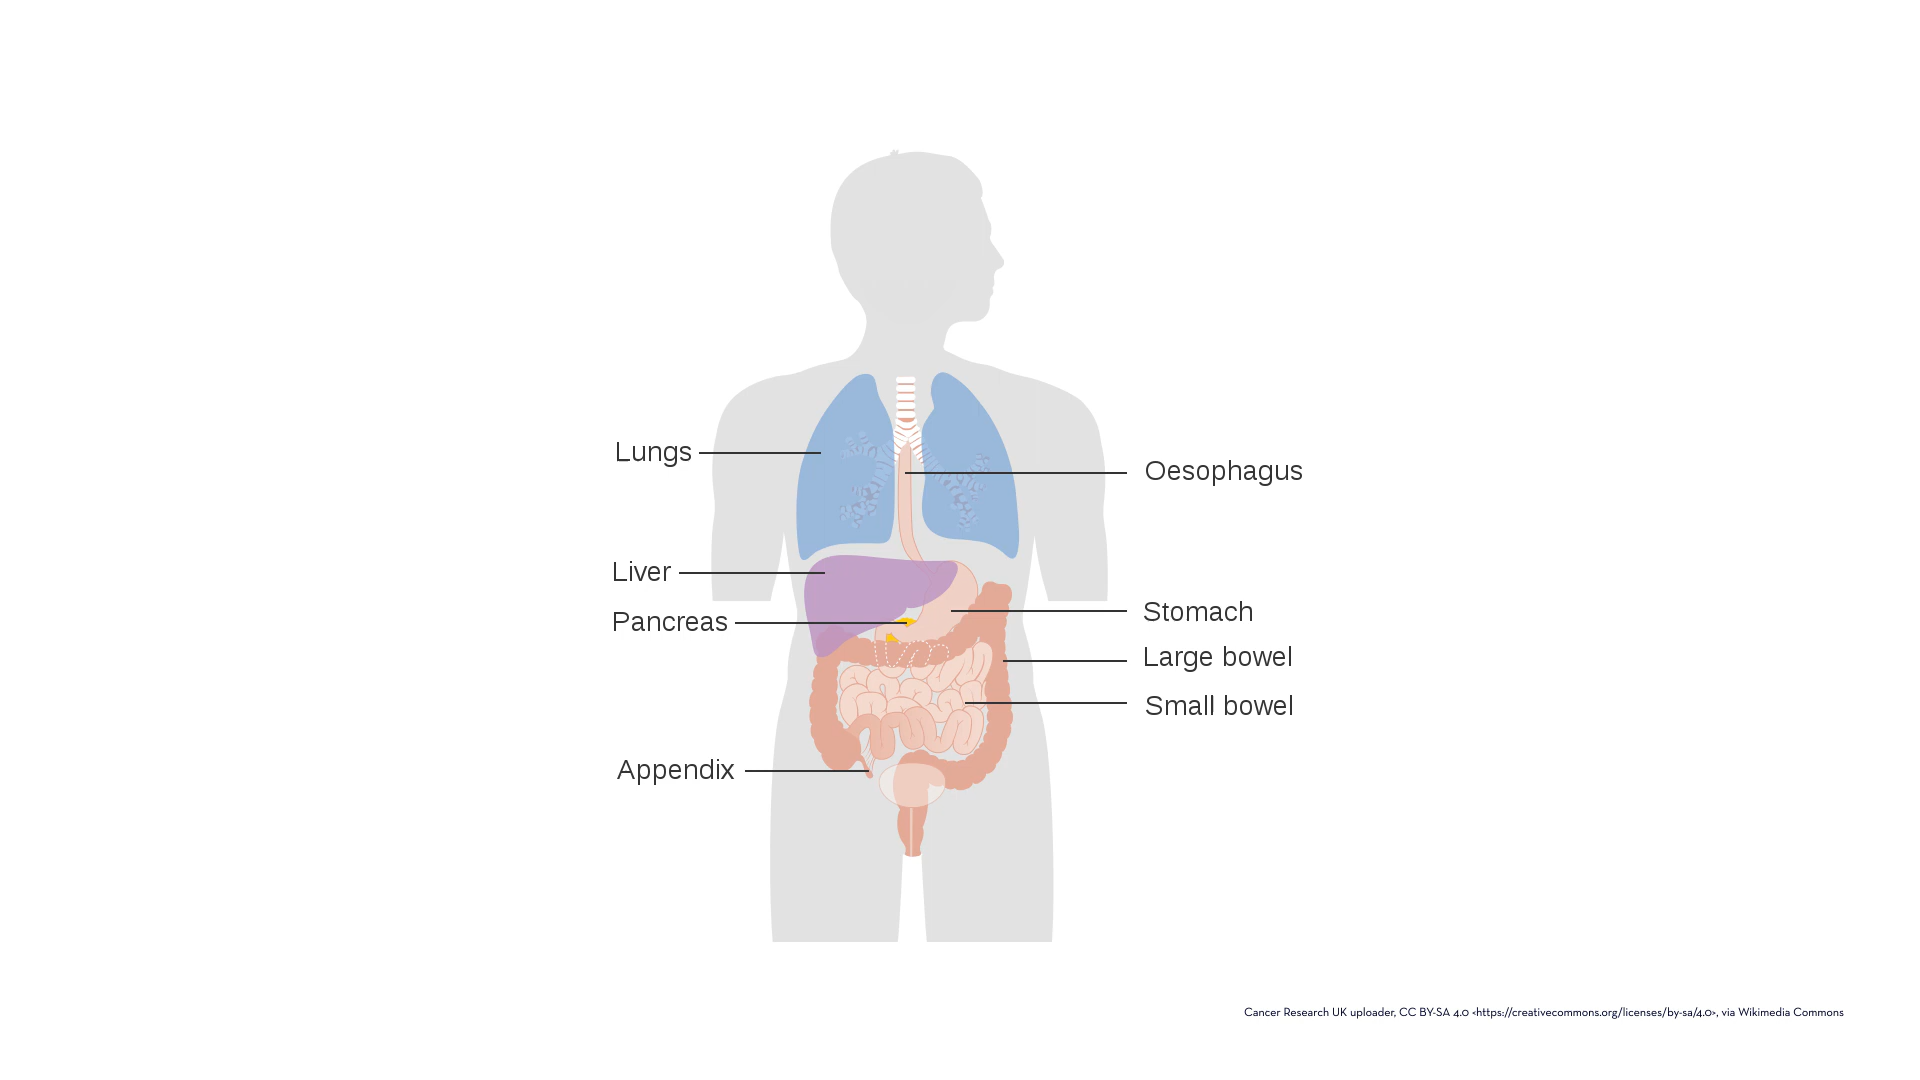 Lungs
Oesophagus
Liver
Pancreas
Stomach
Large bowel
Small bowel
Appendix
Cancer Research UK uploader, CC BY-SA 4.0 <https://creativecommons.org/licenses/by-sa/4.0>, via Wikimedia Commons